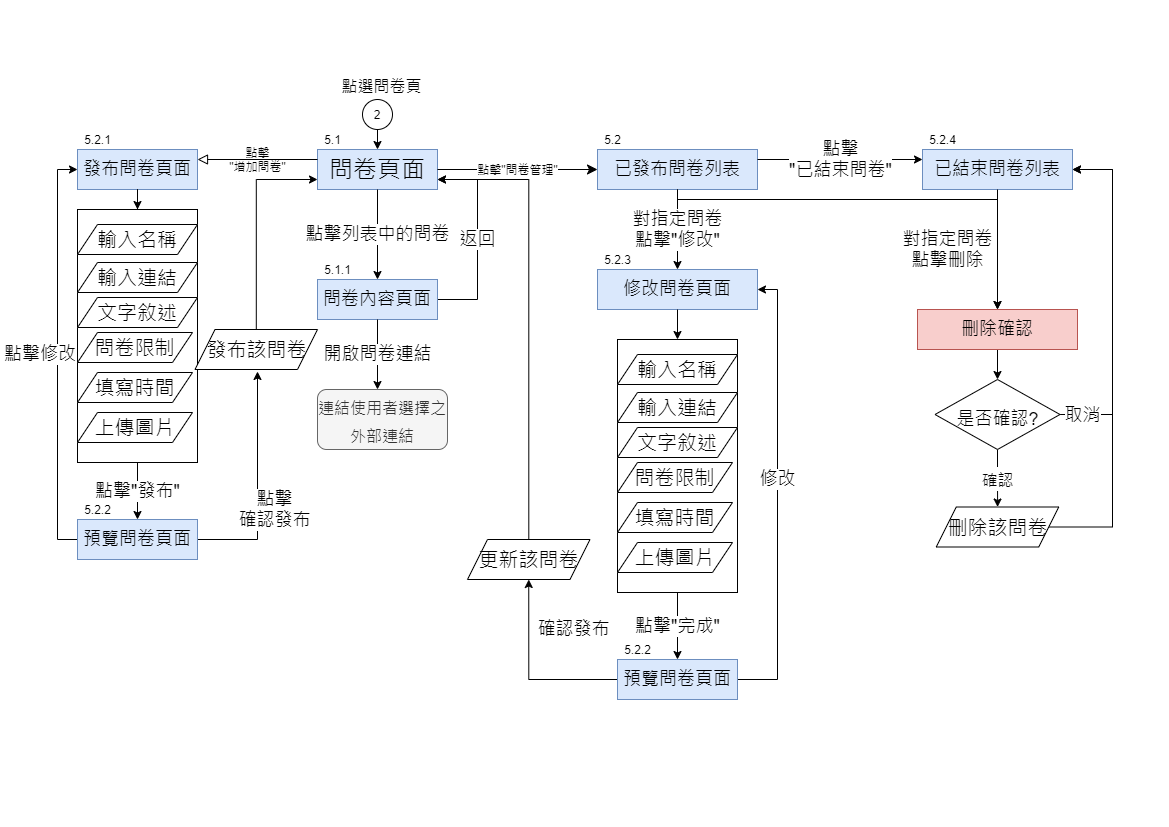 點選問卷頁
2
5.2.1
發布問卷頁面
點擊
"增加問卷"
5.1
問卷頁面
點擊"問卷管理"
5.2
已發布問卷列表
點擊
"已結束問卷"
5.2.4
已結束問卷列表
輸入名稱
輸入連結
文字敘述
問卷限制
填寫時間
上傳圖片
點擊修改
點擊"發布"
5.2.2
預覽問卷頁面
點擊
確認發布
發布該問卷
點擊列表中的問卷
返回
5.1.1
問卷內容頁面
開啟問卷連結
連結使用者選擇之
外部連結
對指定問卷
點擊"修改"
5.2.3
修改問卷頁面
輸入名稱
輸入連結
文字敘述
問卷限制
填寫時間
上傳圖片
修改
點擊"完成"
5.2.2
預覽問卷頁面
確認發布
更新該問卷
對指定問卷
點擊刪除
刪除確認
是否確認?
取消
確認
刪除該問卷